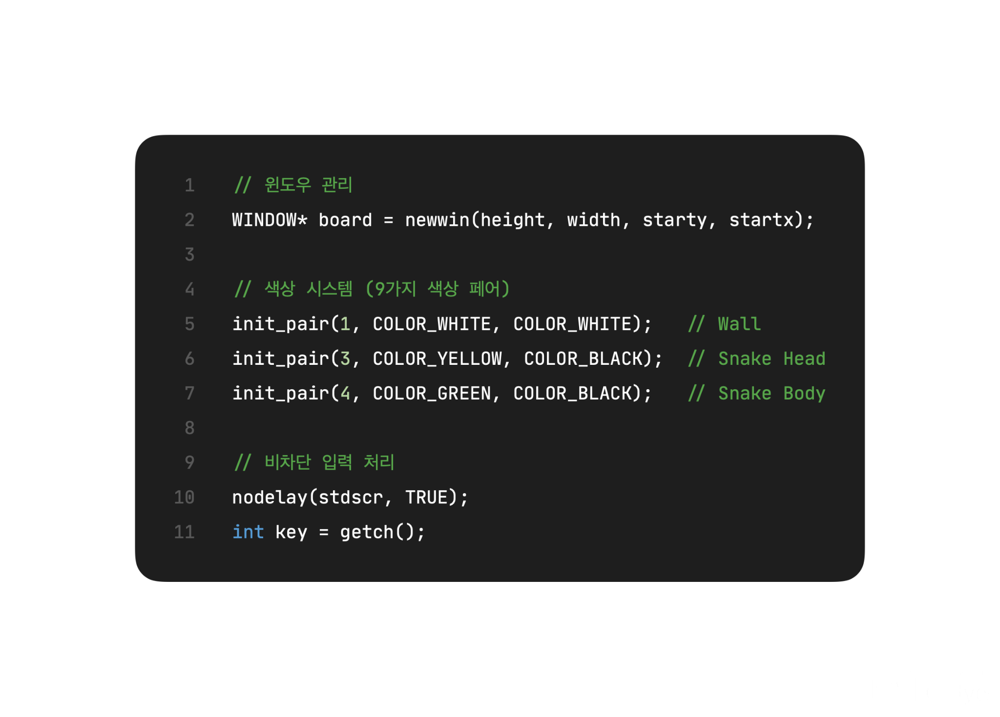 1 // 윈도우 관리
2 WINDOW* board = newwin(height, width, starty, startx);
3
4 // 색상 시스템 (9가지 색상 페어)
5 init_pair(1, COLOR_WHITE, COLOR_WHITE);   // Wall
6 init_pair(3, COLOR_YELLOW, COLOR_BLACK);  // Snake Head
7 init_pair(4, COLOR_GREEN, COLOR_BLACK);   // Snake Body
8
9 // 비차단 입력 처리
10 nodelay(stdscr, TRUE);
11 int key = getch();